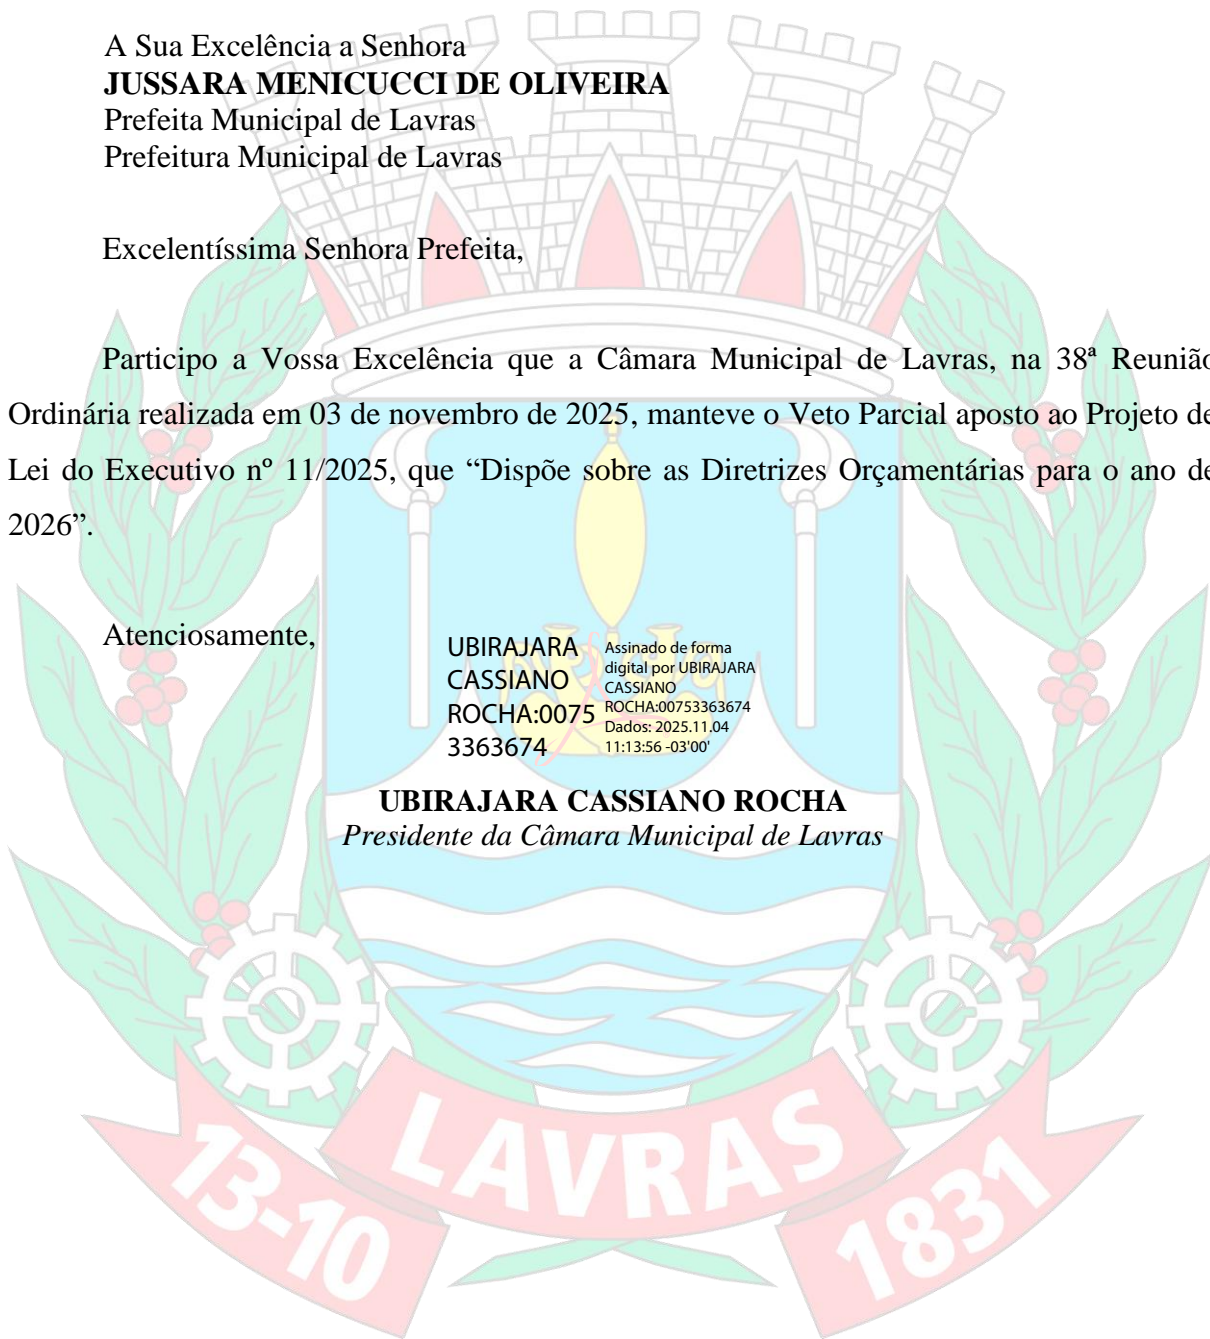 A Sua Excelência a Senhora
JUSSARA MENICUCCI DE OLIVEIRA
Prefeita Municipal de Lavras
Prefeitura Municipal de Lavras
Excelentíssima Senhora Prefeita,
Participo a Vossa Excelência que a Câmara Municipal de Lavras, na 38ª Reunião
Ordinária realizada em 03 de novembro de 2025, manteve o Veto Parcial aposto ao Projeto de
Lei do Executivo nº 11/2025, que “Dispõe sobre as Diretrizes Orçamentárias para o ano de
2026”.
Atenciosamente,
UBIRAJARA
CASSIANO
ROCHA:0075
3363674
Assinado de forma
digital por UBIRAJARA
CASSIANO
ROCHA:00753363674
Dados: 2025.11.04
11:13:56 -03'00'
UBIRAJARA CASSIANO ROCHA
Presidente da Câmara Municipal de Lavras
LAVRAS
13-10
1831